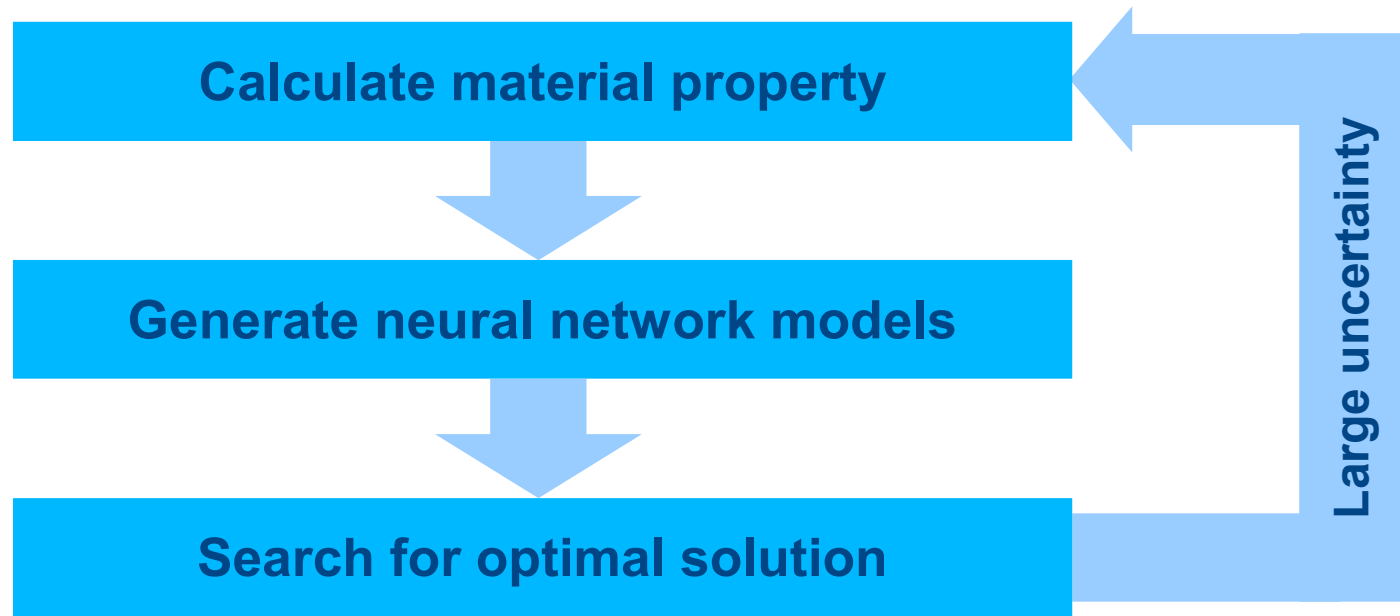 Calculate material property
Generate neural network models
Search for optimal solution
Large uncertainty